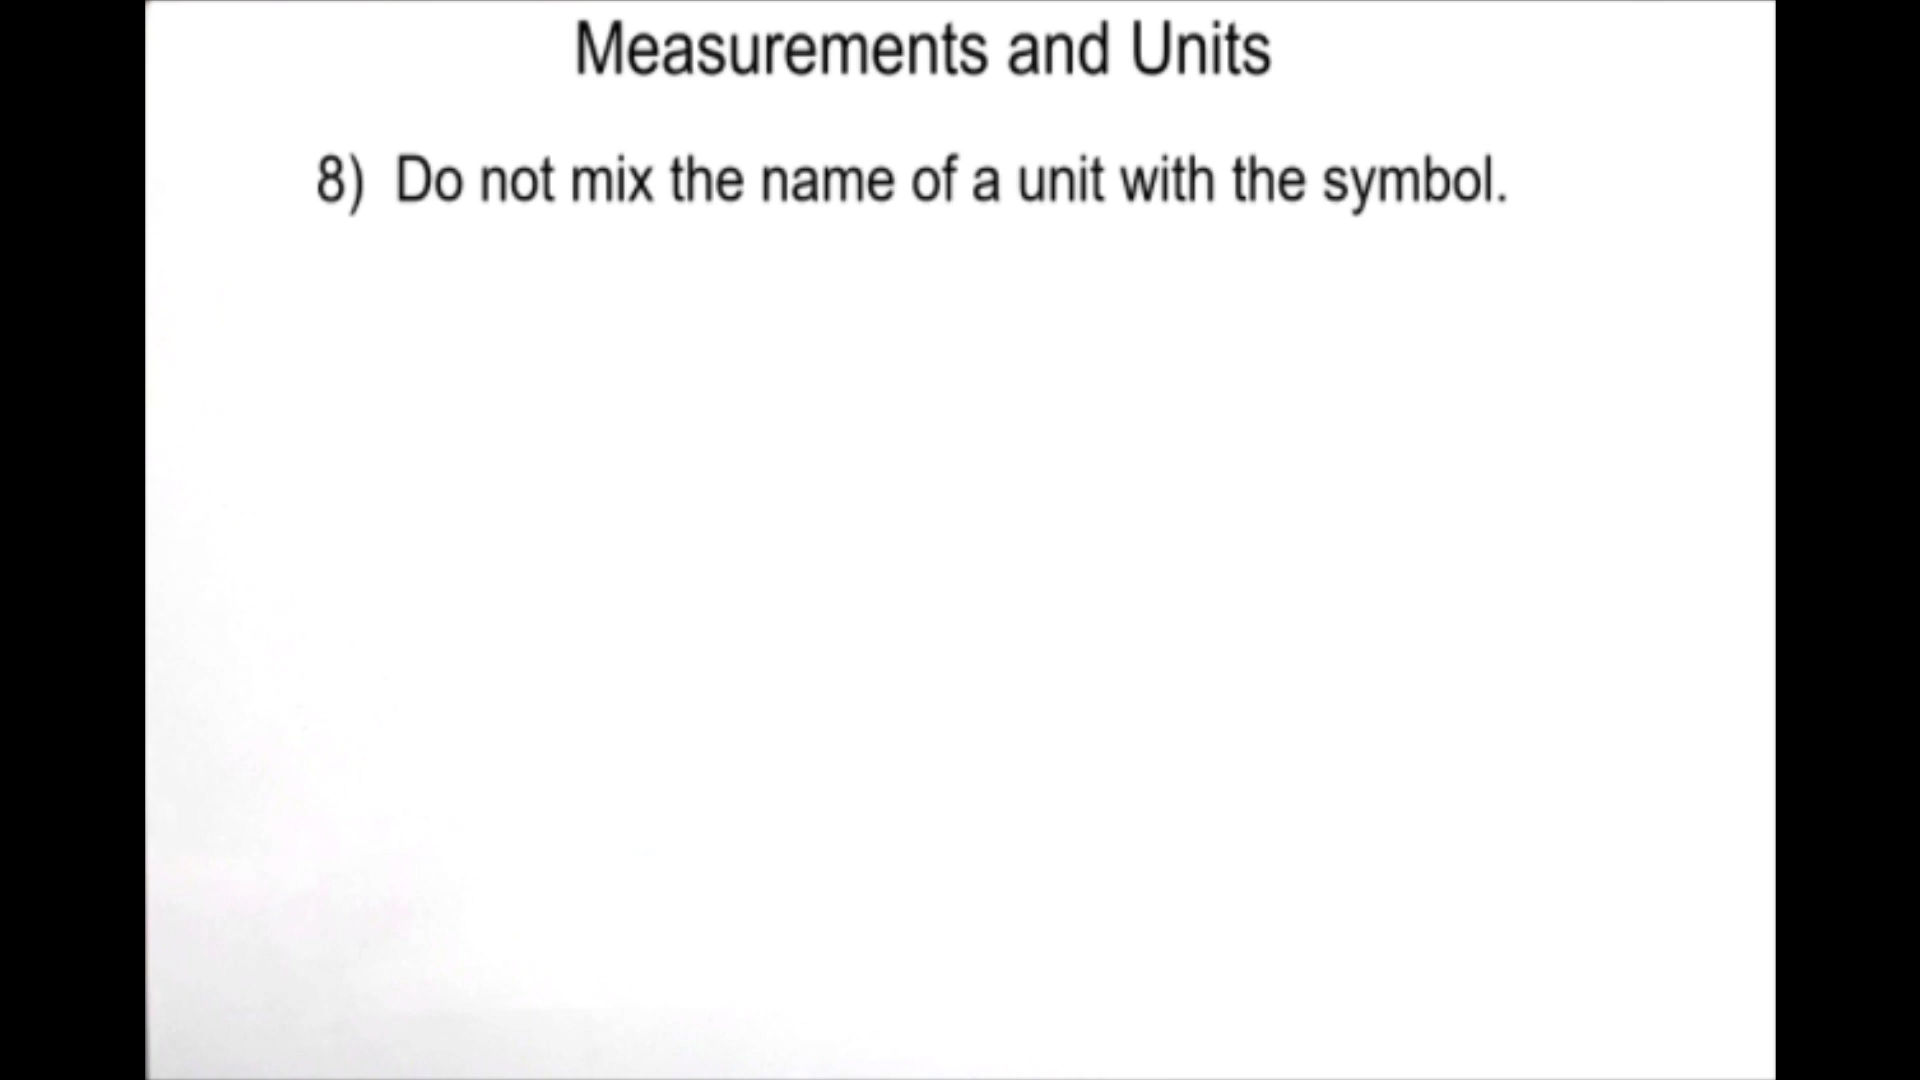 Measurements and Units
8) Do not mix the name of a unit with the symbol.